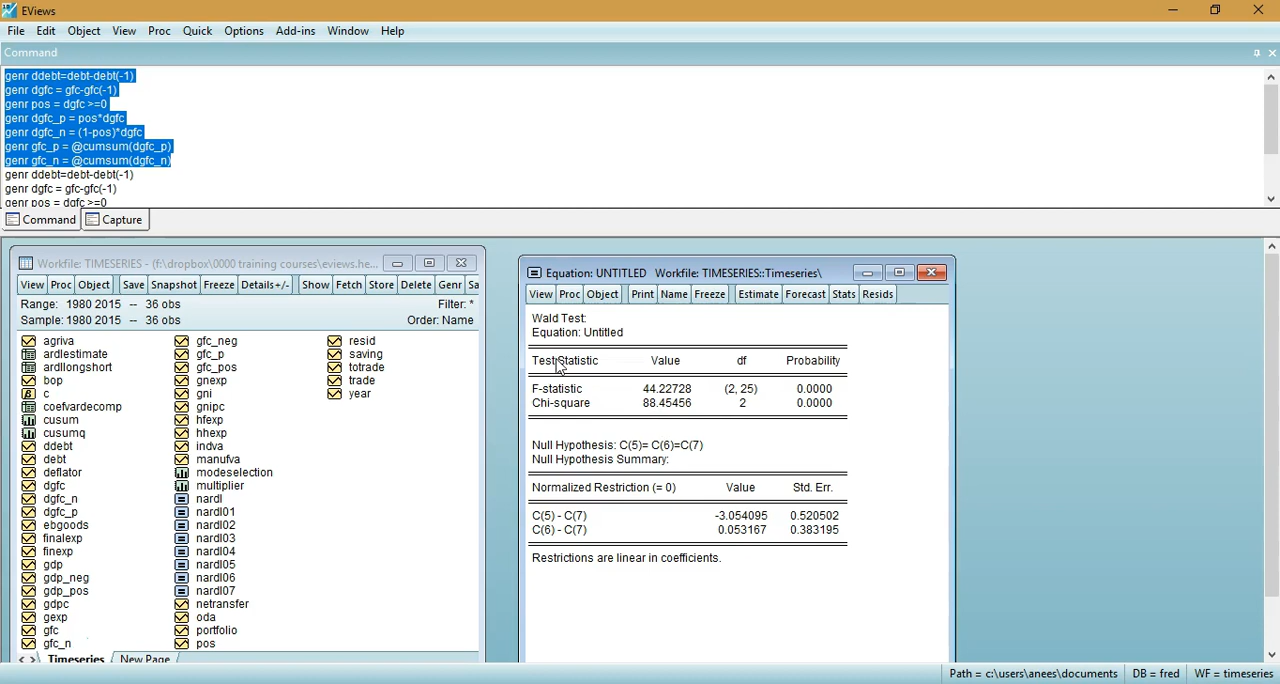 EViews
File Edit Object View Proc Quick Options Add-ins Window Help
Command
genr ddebt=debt-debt(-1)
genr dgfc = gfc-gfc(-1)
genr pos = dgfc >=0
genr dgfc_p = pos*dgfc
genr dgfc_n = (1-pos)*dgfc
genr gfc_p = @cumsum(dgfc_p)
genr gfc_n = @cumsum(dgfc_n)
genr ddebt=debt-debt(-1)
genr dgfc = gfc-gfc(-1)
genr pos = dgfc >=0
Command Capture
Workfile: TIMESERIES - (f:\dropbox\0000 training courses\eviews.he...
View Proc Object Save Snapshot Freeze Details+/- Show Fetch Store Delete Genr Sa
Range: 1980 2015 -- 36 obs Filter: *
Sample: 1980 2015 -- 36 obs Order: Name
agriva
ardlestimate
ardllongshort
bop
c
coefvardecomp
cusum
cusumq
ddebt
debt
deflator
dgfc
dgfc_n
dgfc_p
ebgoods
finalexp
finexp
gdp
gdp_neg
gdp_pos
gdpc
gexp
gfc
gfc_n
gfc_neg
gfc_p
gfc_pos
gnexp
gni
gnipc
hfexp
hhexp
indva
manufva
modeselection
multiplier
nardl
nardl01
nardl02
nardl03
nardl04
nardl05
nardl06
nardl07
netransfer
oda
portfolio
pos
resid
saving
totrade
trade
year
Timeseries New Page
Equation: UNTITLED Workfile: TIMESERIES::Timeseries\
View Proc Object Print Name Freeze Estimate Forecast Stats Resids
Wald Test:
Equation: Untitled
Test Statistic Value df Probability
F-statistic 44.22728 (2, 25) 0.0000
Chi-square 88.45456 2 0.0000
Null Hypothesis: C(5)= C(6)=C(7)
Null Hypothesis Summary:
Normalized Restriction (= 0) Value Std. Err.
C(5) - C(7) -3.054095 0.520502
C(6) - C(7) 0.053167 0.383195
Restrictions are linear in coefficients.
Path = c:\users\anees\documents DB = fred WF = timeseries